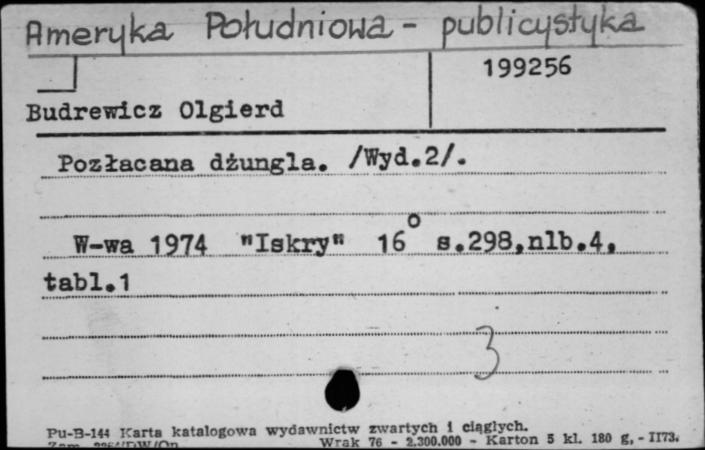 Ameryka Południowa - publicystyka
199256
Budrewicz Olgierd
Pozłacana dżungla. /Wyd.2/.
W-wa 1974 "Iskry" 16° s.298,nlb.4,
tabl.1
3
Pu-B-144 Karta katalogowa wydawnictw zwartych i ciągłych.
Wrak 76 - 2.300.000 - Karton 5 kl. 180 g, - II73.